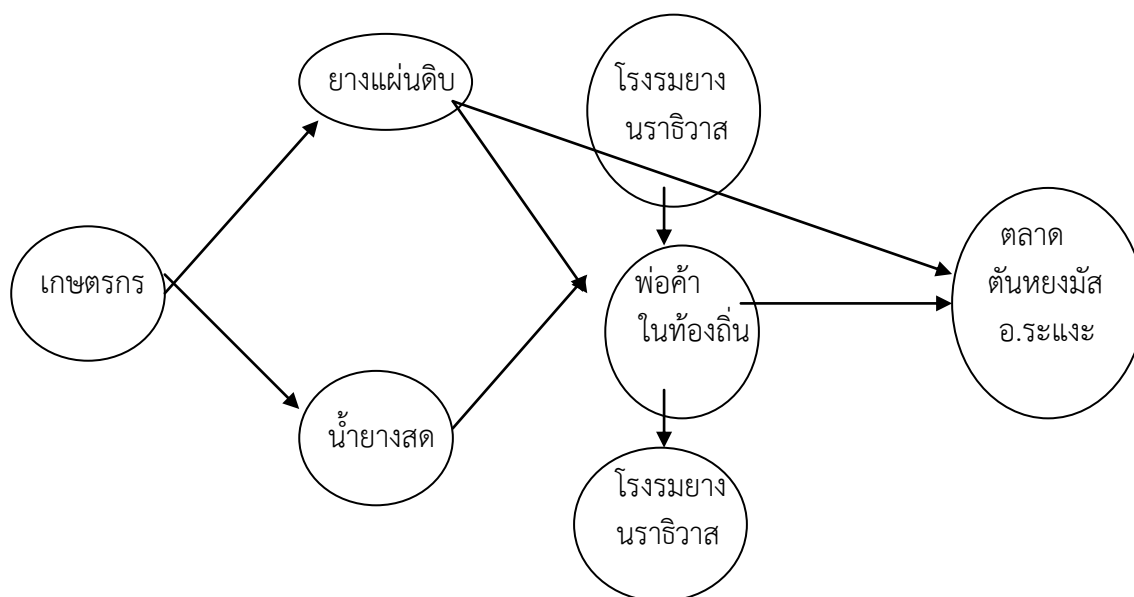 ยางแผ่นดิบ
โรงรมยาง
นราธิวาส
เกษตรกร
พ่อค้า
ในท้องถิ่น
ตลาด
ตันหยงมัส
อ.ระแงะ
น้ำยางสด
โรงรมยาง
นราธิวาส